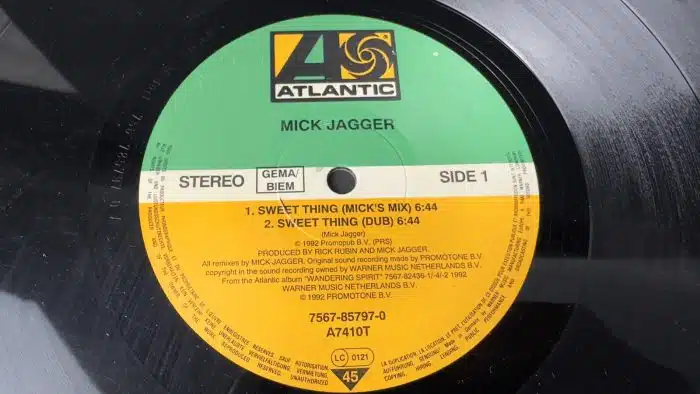 ATLANTIC
MICK JAGGER
STEREO
GEMA/
BIEM
SIDE 1
1. SWEET THING (MICK'S MIX) 6:44
2. SWEET THING (DUB) 6:44
(Mick Jagger)
© 1992 Promopub B.V. (PRS)
PRODUCED BY RICK RUBIN AND MICK JAGGER.
All remixes by MICK JAGGER. Original sound recording made by PROMOTONE B.V.
copyright in the sound recording owned by WARNER MUSIC NETHERLANDS B.V.
From the Atlantic album "WANDERING SPIRIT" 7567-82436-1/-4/-2 1992
WARNER MUSIC NETHERLANDS B.V.
© 1992 PROMOTONE B.V.
7567-85797-0
A7410T
LC 0121
45